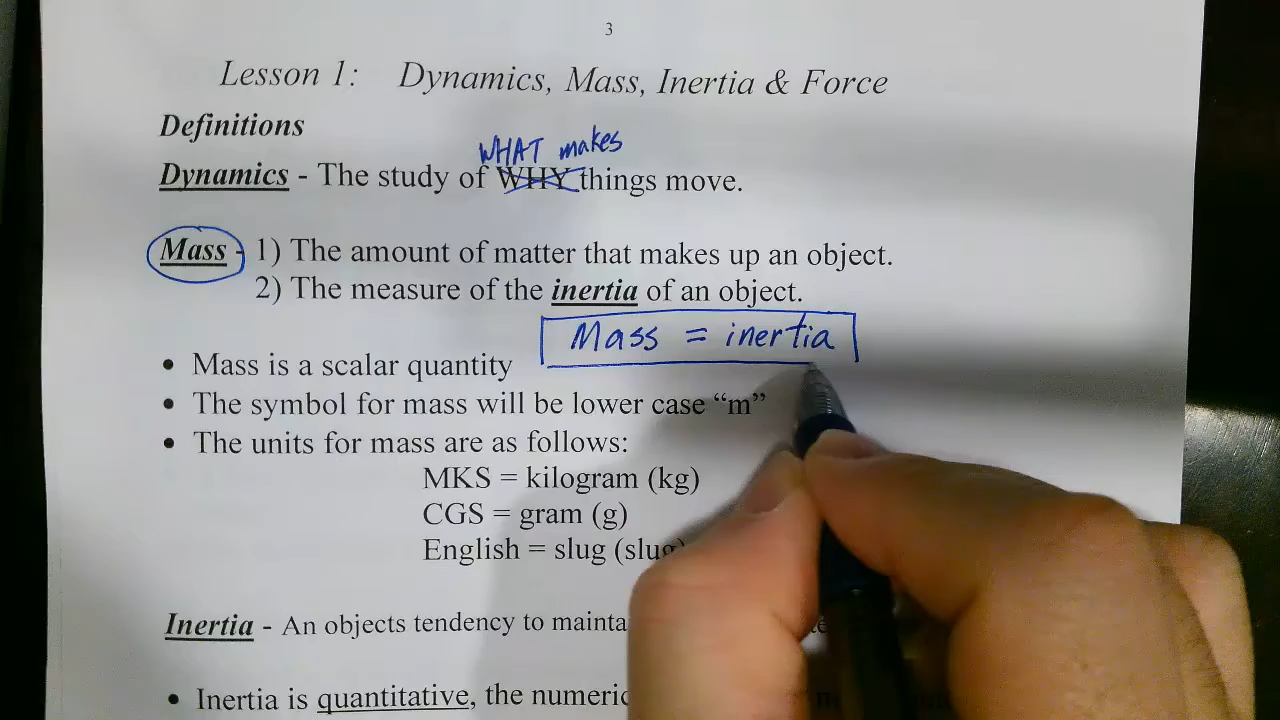 3
Lesson 1: Dynamics, Mass, Inertia & Force
Definitions
WHAT makes
Dynamics - The study of WHY things move.
Mass - 1) The amount of matter that makes up an object.
2) The measure of the inertia of an object.
Mass = inertia
• Mass is a scalar quantity
• The symbol for mass will be lower case “m”
• The units for mass are as follows:
MKS = kilogram (kg)
CGS = gram (g)
English = slug (slug)
Inertia - An objects tendency to
• Inertia is quantitative, the